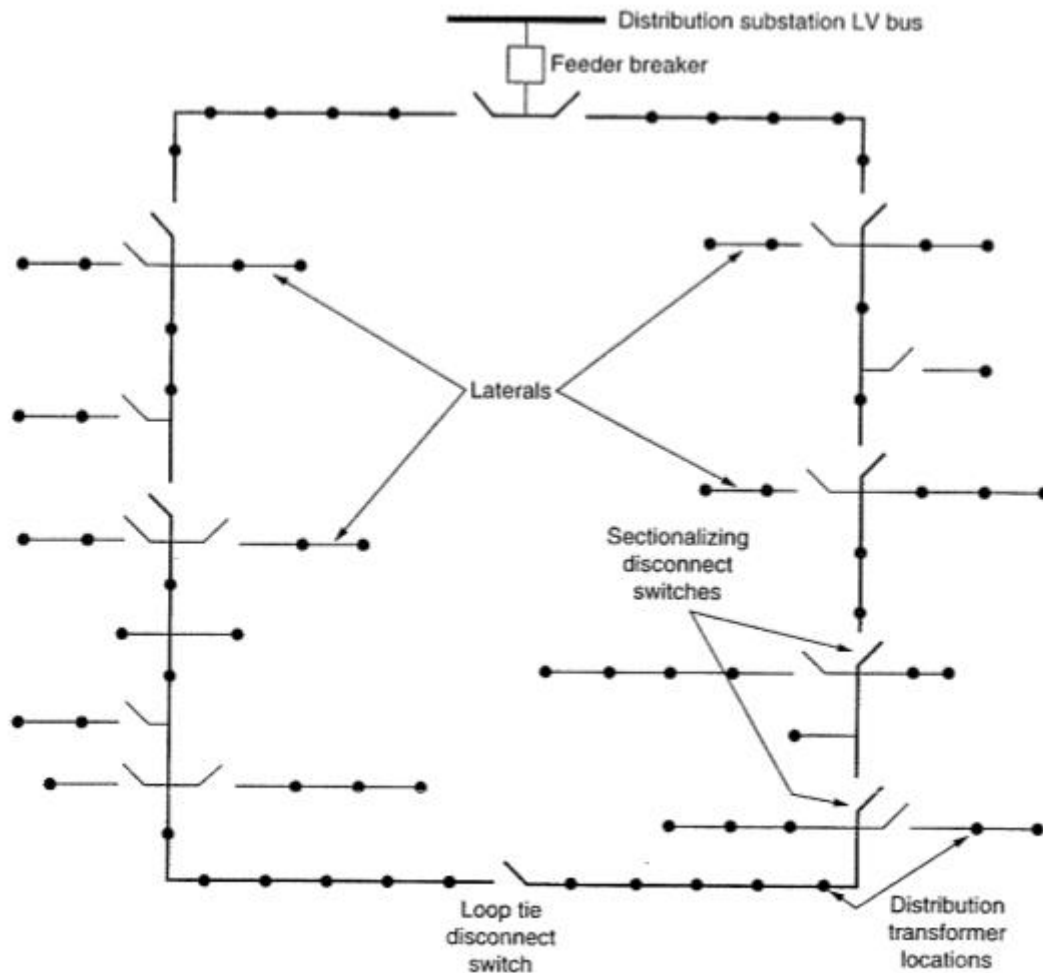 Distribution substation LV bus
Feeder breaker
Laterals
Sectionalizing
disconnect
switches
Loop tie
disconnect
switch
Distribution
transformer
locations